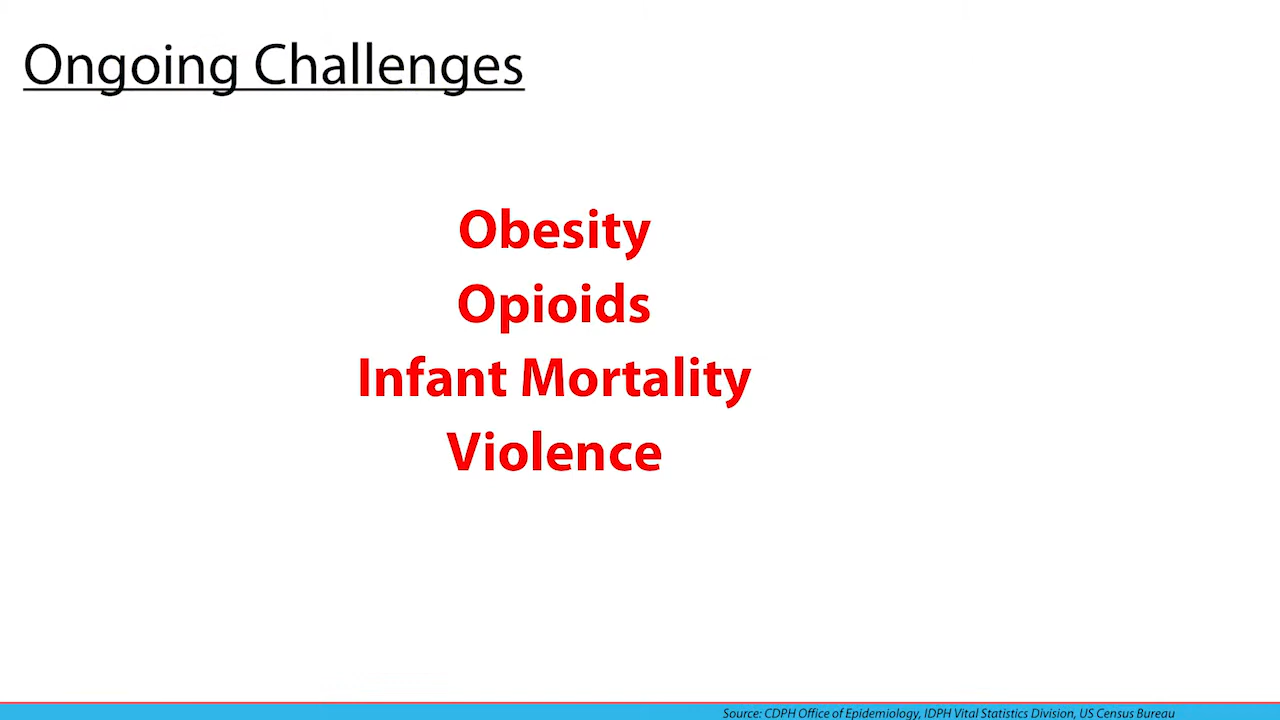 Ongoing Challenges
Obesity
Opioids
Infant Mortality
Violence
Source: CDPH Office of Epidemiology, IDPH Vital Statistics Division, US Census Bureau